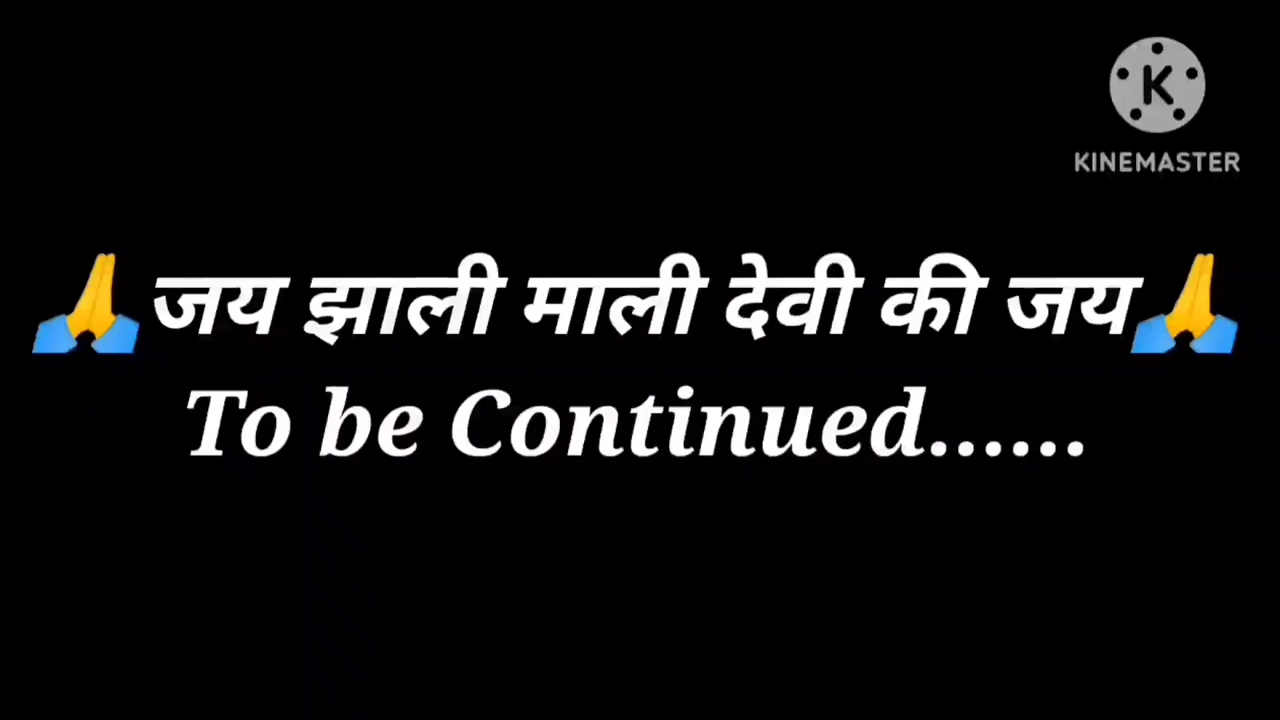 K
KINEMASTER
🙏जय झाली माली देवी की जय🙏
To be Continued......